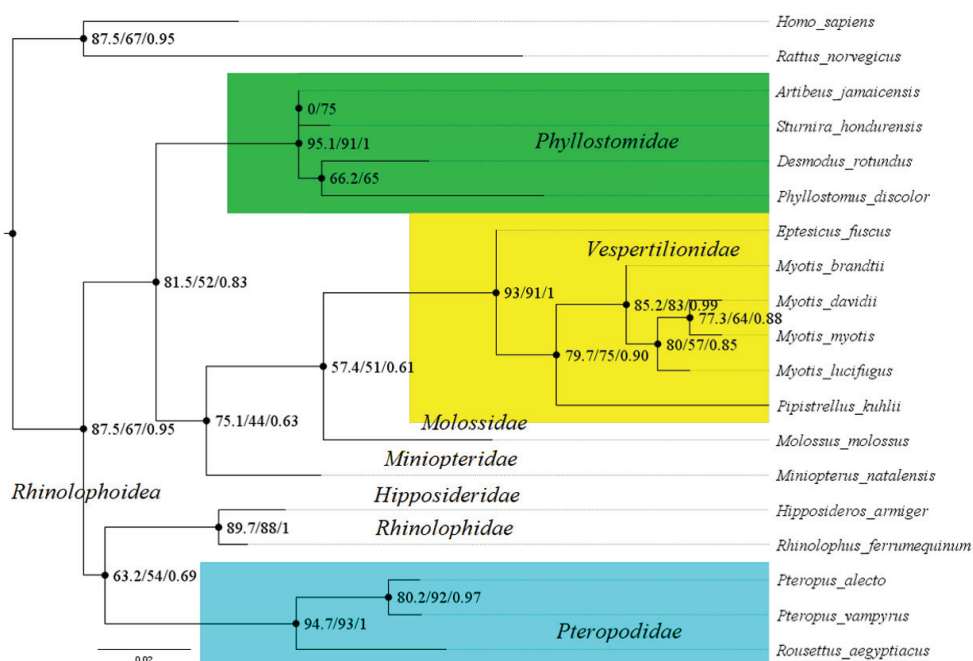 Homo_sapiens
87.5/67/0.95
Rattus_norvegicus
Artibeus_jamaicensis
0/75
Sturnira_hondurensis
95.1/91/1
Phyllostomidae
Desmodus_rotundus
66.2/65
Phyllostomus_discolor
Eptesicus_fuscus
Vespertilionidae
Myotis_brandtii
81.5/52/0.83
93/91/1
85.2/83/0.99
Myotis_davidii
77.3/64/0.88
Myotis_myotis
80/57/0.85
79.7/75/0.90
57.4/51/0.61
Myotis_lucifugus
Pipistrellus_kuhlii
75.1/44/0.63
Molossidae
87.5/67/0.95
Molossus_molossus
Miniopteridae
Miniopterus_natalensis
Rhinolophoidea
Hipposideridae
Hipposideros_armiger
89.7/88/1
Rhinolophidae
Rhinolophus_ferrumequinum
63.2/54/0.69
Pteropus_alecto
80.2/92/0.97
Pteropus_vampyrus
94.7/93/1
Pteropodidae
Rousettus_aegyptiacus
0.02